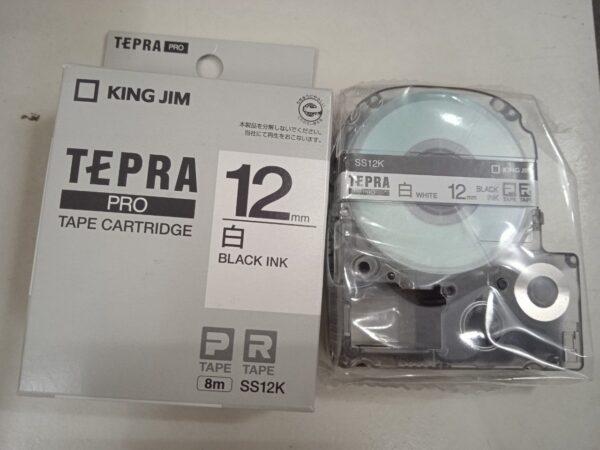 TEPRA PRO
KING JIM
本製品を分解しないでください。
当社にて再生をおこないます。
TEPRA
PRO
TAPE CARTRIDGE
12mm
白
BLACK INK
P R
TAPE TAPE
8m SS12K
SS12K
KING JIM
TEPRA
PRO
白 WHITE 12mm BLACK INK P TAPE R TAPE